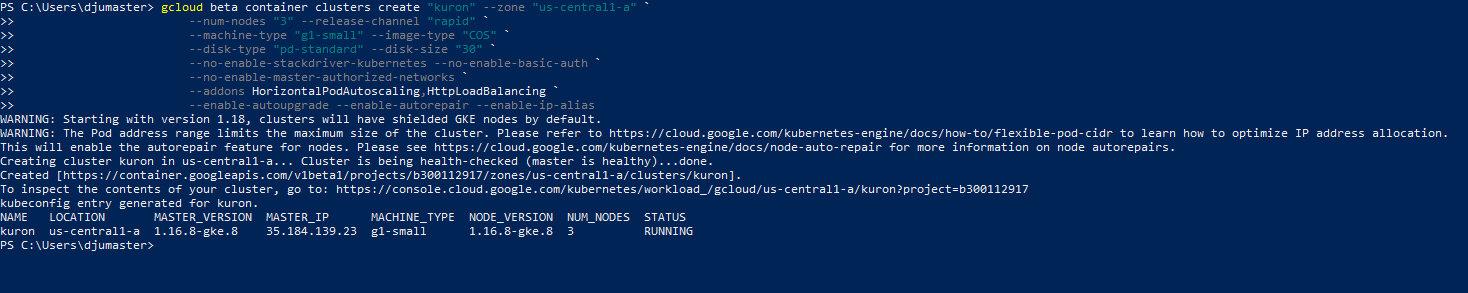 PS C:\Users\djumaster> gcloud beta container clusters create "kuron" --zone "us-central1-a" `
>>                         --num-nodes "3" --release-channel "rapid" `
>>                         --machine-type "g1-small" --image-type "COS" `
>>                         --disk-type "pd-standard" --disk-size "30" `
>>                         --no-enable-stackdriver-kubernetes --no-enable-basic-auth `
>>                         --no-enable-master-authorized-networks `
>>                         --addons HorizontalPodAutoscaling,HttpLoadBalancing `
>>                         --enable-autoupgrade --enable-autorepair --enable-ip-alias
WARNING: Starting with version 1.18, clusters will have shielded GKE nodes by default.
WARNING: The Pod address range limits the maximum size of the cluster. Please refer to https://cloud.google.com/kubernetes-engine/docs/how-to/flexible-pod-cidr to learn how to optimize IP address allocation.
This will enable the autorepair feature for nodes. Please see https://cloud.google.com/kubernetes-engine/docs/node-auto-repair for more information on node autorepairs.
Creating cluster kuron in us-central1-a... Cluster is being health-checked (master is healthy)...done.
Created [https://container.googleapis.com/v1beta1/projects/b300112917/zones/us-central1-a/clusters/kuron].
To inspect the contents of your cluster, go to: https://console.cloud.google.com/kubernetes/workload_/gcloud/us-central1-a/kuron?project=b300112917
kubeconfig entry generated for kuron.
NAME   LOCATION       MASTER_VERSION  MASTER_IP      MACHINE_TYPE  NODE_VERSION  NUM_NODES  STATUS
kuron  us-central1-a  1.16.8-gke.8    35.184.139.23  g1-small      1.16.8-gke.8  3          RUNNING
PS C:\Users\djumaster>